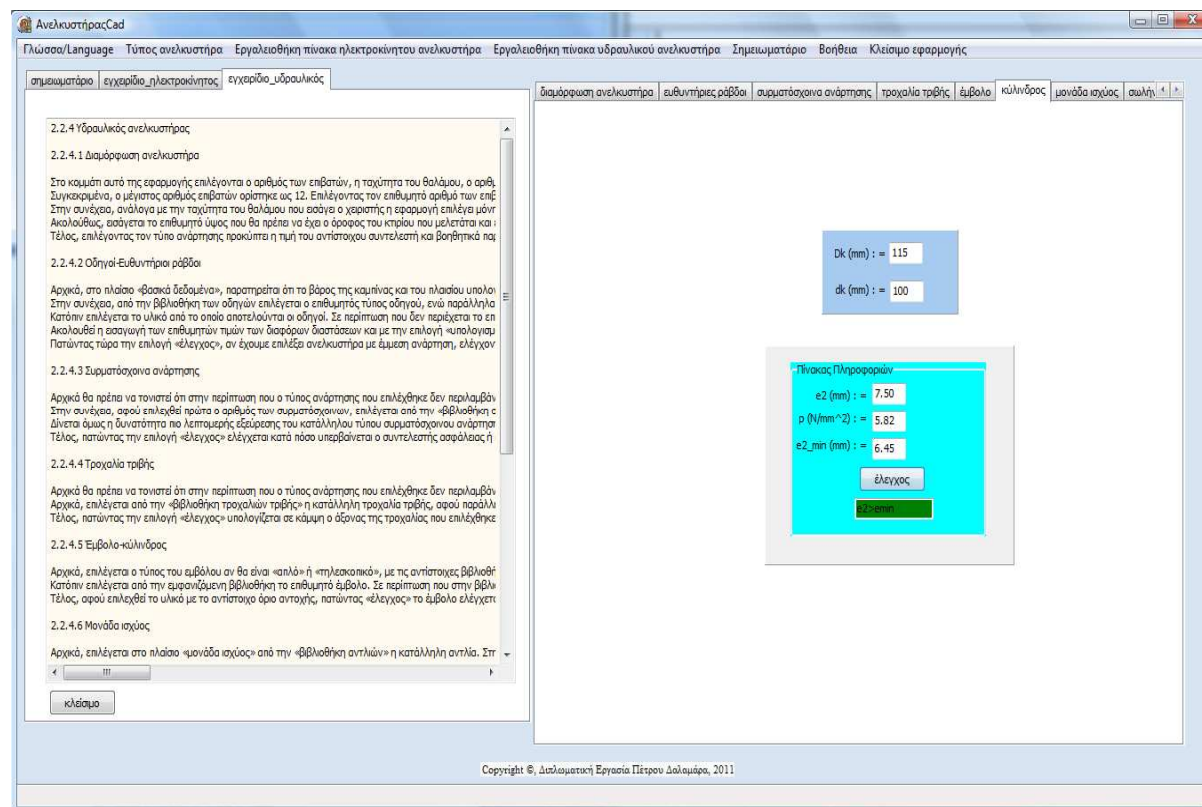 ΑνελκυστήραςCad
Γλώσσα/Language Τύπος ανελκυστήρα Εργαλειοθήκη πίνακα ηλεκτροκίνητου ανελκυστήρα Εργαλειοθήκη πίνακα υδραυλικού ανελκυστήρα Σημειωματάριο Βοήθεια Κλείσιμο εφαρμογής
σημειωματάριο εγχειρίδιο_ηλεκτροκίνητος εγχειρίδιο_υδραυλικός
2.2.4 Υδραυλικός ανελκυστήρας
2.2.4.1 Διαμόρφωση ανελκυστήρα
Στο κομμάτι αυτό της εφαρμογής επιλέγονται ο αριθμός των επιβατών, η ταχύτητα του θαλάμου, ο αριθμ
Συγκεκριμένα, ο μέγιστος αριθμός επιβατών ορίστηκε ως 12. Επιλέγοντας τον επιθυμητό αριθμό των επιβ
Στην συνέχεια, ανάλογα με την ταχύτητα του θαλάμου που εισάγει ο χειριστής η εφαρμογή επιλέγει μόν
Ακολούθως, εισάγεται το επιθυμητό ύψος που θα πρέπει να έχει ο όροφος του κτιρίου που μελετάται και
Τέλος, επιλέγοντας τον τύπο ανάρτησης προκύπτει η τιμή του αντίστοιχου συντελεστή και βοηθητικά πα
2.2.4.2 Οδηγοί-Ευθυντήριοι ράβδοι
Αρχικά, στο πλαίσιο «βασικά δεδομένα», παρατηρείται ότι το βάρος της καμπίνας και του πλαισίου υπολο
Στην συνέχεια, από την βιβλιοθήκη των οδηγών επιλέγεται ο επιθυμητός τύπος οδηγού, ενώ παράλληλα
Κατόπιν επιλέγεται το υλικό από το οποίο αποτελούνται οι οδηγοί. Σε περίπτωση που δεν περιέχεται το επ
Ακολουθεί η εισαγωγή των επιθυμητών τιμών των διαφόρων διαστάσεων και με την επιλογή «υπολογισμ
Πατώντας τώρα την επιλογή «έλεγχος», αν έχουμε επιλέξει ανελκυστήρα με έμμεση ανάρτηση, ελέγχον
2.2.4.3 Συρματόσχοινα ανάρτησης
Αρχικά θα πρέπει να τονιστεί ότι στην περίπτωση που ο τύπος ανάρτησης που επιλέχθηκε δεν περιλαμβάν
Στην συνέχεια, αφού επιλεχθεί πρώτα ο αριθμός των συρματόσχοινων, επιλέγεται από την «βιβλιοθήκη σ
Δίνεται όμως η δυνατότητα πιο λεπτομερής εξεύρεσης του κατάλληλου τύπου συρματόσχοινου ανάρτησ
Τέλος, πατώντας την επιλογή «έλεγχος» ελέγχεται κατά πόσο υπερβαίνεται ο συντελεστής ασφάλειας ή
2.2.4.4 Τροχαλία τριβής
Αρχικά θα πρέπει να τονιστεί ότι στην περίπτωση που ο τύπος ανάρτησης που επιλέχθηκε δεν περιλαμβάν
Αρχικά, επιλέγεται από την «βιβλιοθήκη τροχαλιών τριβής» η κατάλληλη τροχαλία τριβής, αφού παράλλ
Τέλος, πατώντας την επιλογή «έλεγχος» υπολογίζεται σε κάμψη ο άξονας της τροχαλίας που επιλέχθηκε
2.2.4.5 Έμβολο-κύλινδρος
Αρχικά, επιλέγεται ο τύπος του εμβόλου αν θα είναι «απλό» ή «τηλεσκοπικό», με τις αντίστοιχες βιβλιοθή
Κατόπιν επιλέγεται από την εμφανιζόμενη βιβλιοθήκη το επιθυμητό έμβολο. Σε περίπτωση που στην βιβλι
Τέλος, αφού επιλεχθεί το υλικό με το αντίστοιχο όριο αντοχής, πατώντας «έλεγχος» το έμβολο ελέγχετα
2.2.4.6 Μονάδα ισχύος
Αρχικά, επιλέγεται στο πλαίσιο «μονάδα ισχύος» από την «βιβλιοθήκη αντλιών» η κατάλληλη αντλία. Στ
κλείσιμο
διαμόρφωση ανελκυστήρα ευθυντήριες ράβδοι συρματόσχοινα ανάρτησης τροχαλία τριβής έμβολο κύλινδρος μονάδα ισχύος σωλήν
Dk (mm) : = 115
dk (mm) : = 100
Πίνακας Πληροφοριών
e2 (mm) : = 7.50
p (N/mm^2) : = 5.82
e2_min (mm) : = 6.45
έλεγχος
e2>emin
Copyright ©, Διπλωματική Εργασία Πέτρου Δαλαμάρα, 2011